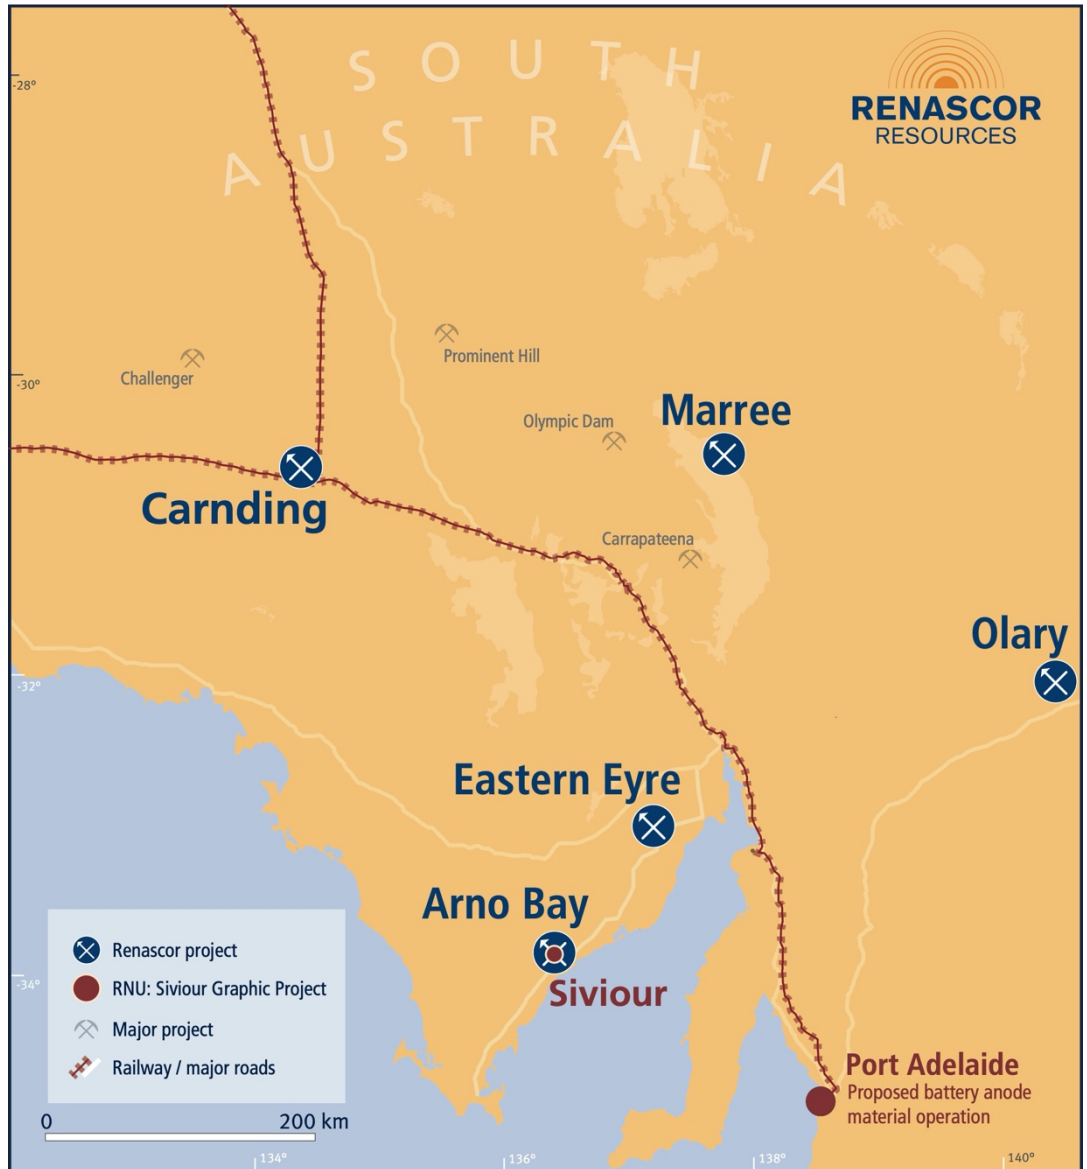 SOUTH
AUSTRALIA
RENASCOR
RESOURCES
-28°
Prominent Hill
Challenger
-30°
Marree
Olympic Dam
Carnding
Carrapateena
Olary
-32°
Eastern Eyre
Arno Bay
Siviour
-34°
Renascor project
RNU: Siviour Graphic Project
Major project
Railway / major roads
Port Adelaide
Proposed battery anode
material operation
0 200 km
134° 136° 138° 140°